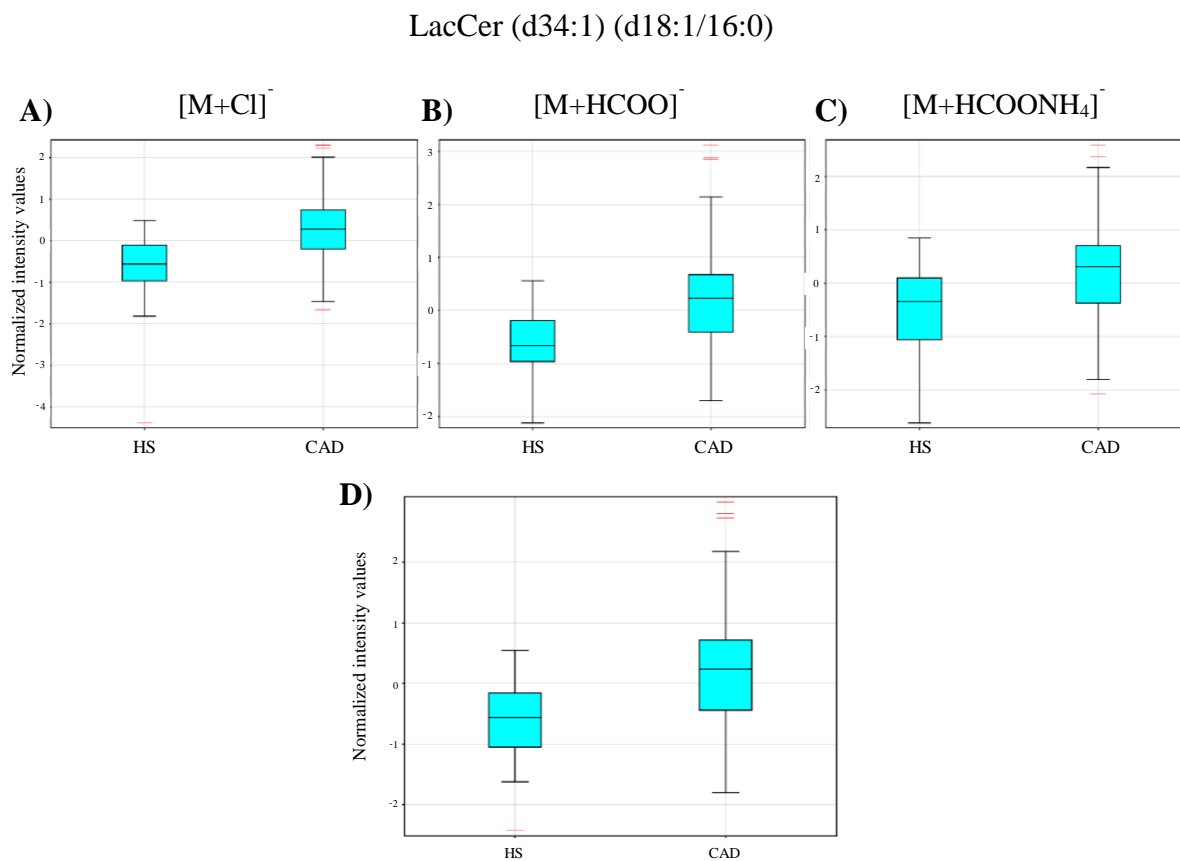 LacCer (d34:1) (d18:1/16:0)
A) [M+Cl]⁻
B) [M+HCOO]⁻
C) [M+HCOONH₄]⁻
Normalized intensity values
2
1
0
-1
-2
-3
-4
HS CAD
3
2
1
0
-1
-2
HS CAD
2
1
0
-1
-2
HS CAD
D)
Normalized intensity values
2
1
0
-1
-2
HS CAD